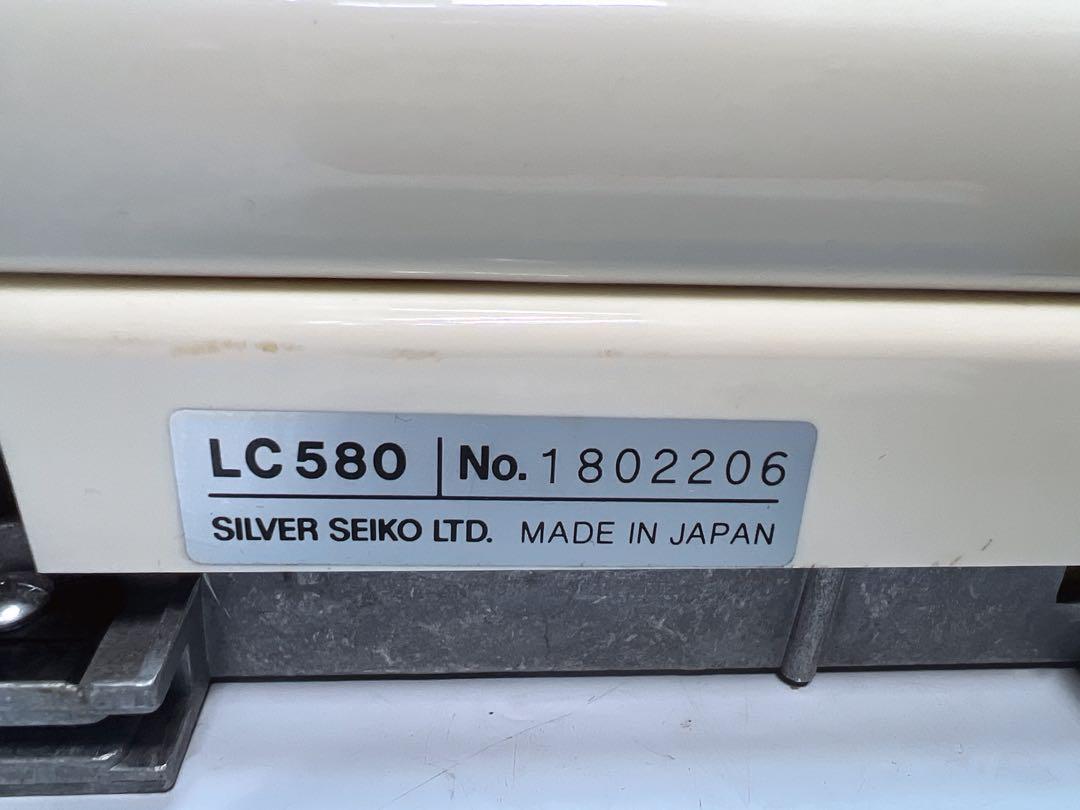 LC580 No.1802206
SILVER SEIKO LTD. MADE IN JAPAN